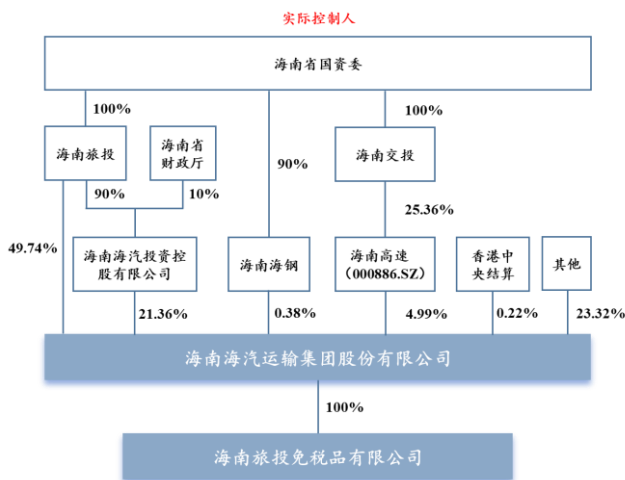 实际控制人
海南省国资委
100%
100%
海南旅投
海南省
财政厅
90%
海南交投
90%
10%
25.36%
49.74%
海南海汽投资控
股有限公司
海南海钢
海南高速
（000886.SZ）
香港中
央结算
其他
21.36%
0.38%
4.99%
0.22%
23.32%
海南海汽运输集团股份有限公司
100%
海南旅投免税品有限公司